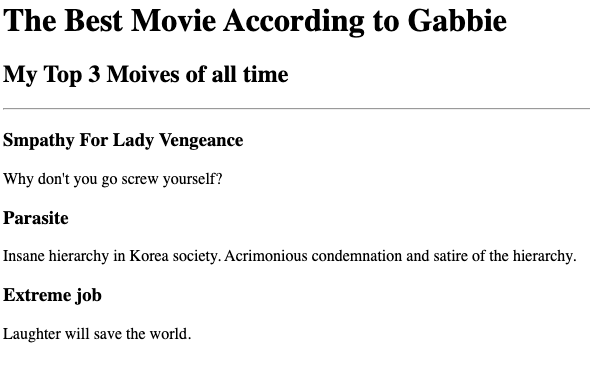 The Best Movie According to Gabbie
My Top 3 Moives of all time
Smpathy For Lady Vengeance
Why don't you go screw yourself?
Parasite
Insane hierarchy in Korea society. Acrimonious condemnation and satire of the hierarchy.
Extreme job
Laughter will save the world.